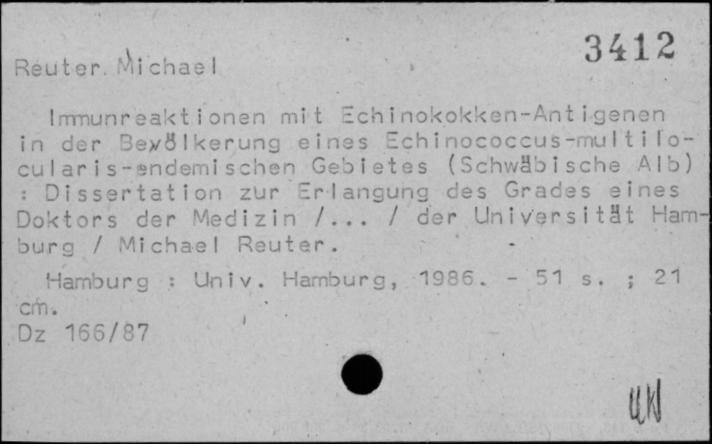 3412
Reuter. Michael
Immunreaktionen mit Echinokokken-Antigenen
in der Bevölkerung eines Echinococcus-multilo-
cularis-endemischen Gebietes (Schwäbische Alb)
: Dissertation zur Erlangung des Grades eines
Doktors der Medizin /... / der Universität Ham-
burg / Michael Reuter.
Hamburg : Univ. Hamburg, 1986. - 51 s. ; 21
cm.
Dz 166/87